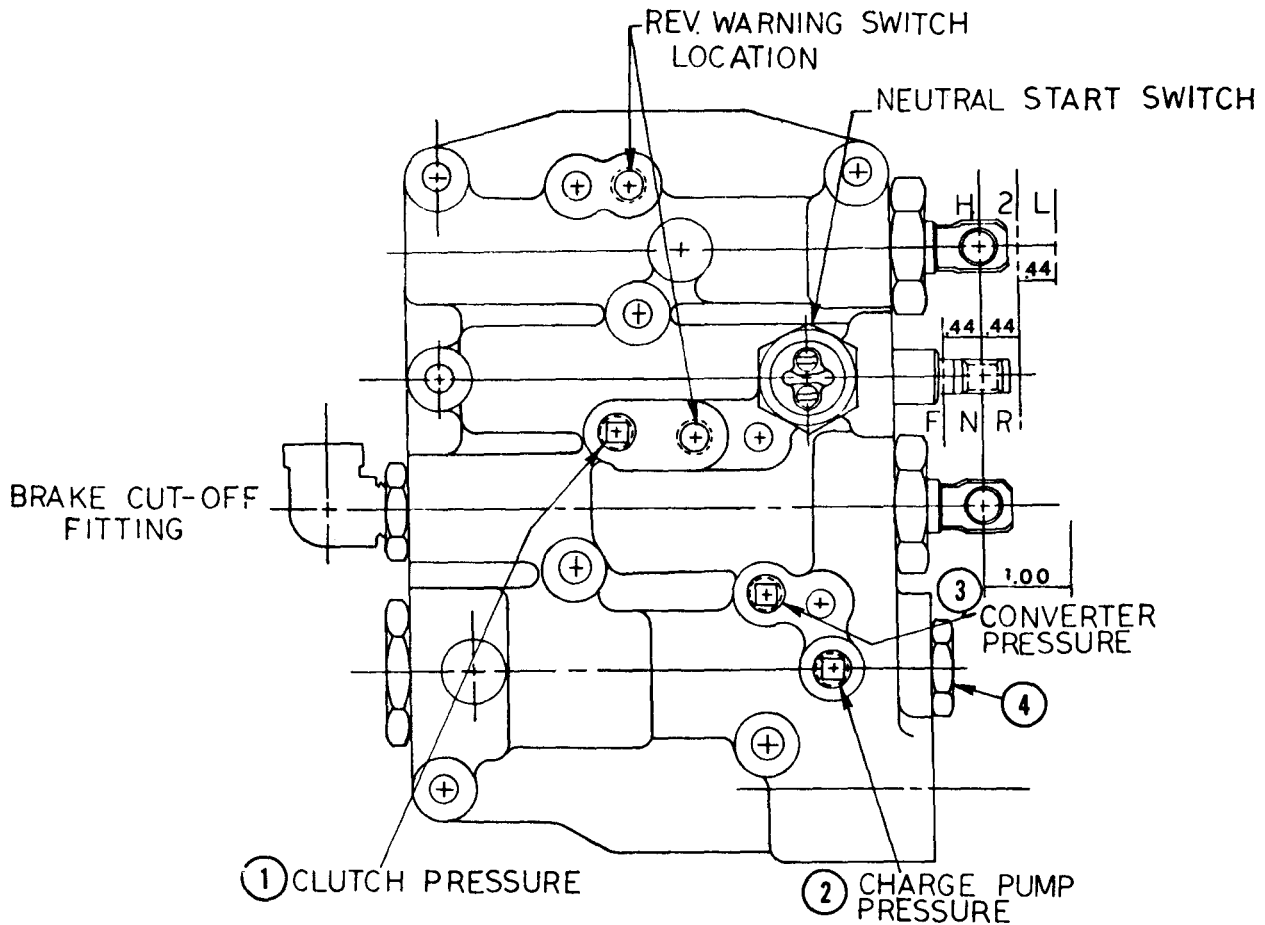 REV. WARNING SWITCH
LOCATION
NEUTRAL START SWITCH
H 2 L
.44
.44 .44
F N R
BRAKE CUT-OFF
FITTING
1.00
3
CONVERTER
PRESSURE
4
1 CLUTCH PRESSURE
2 CHARGE PUMP
PRESSURE